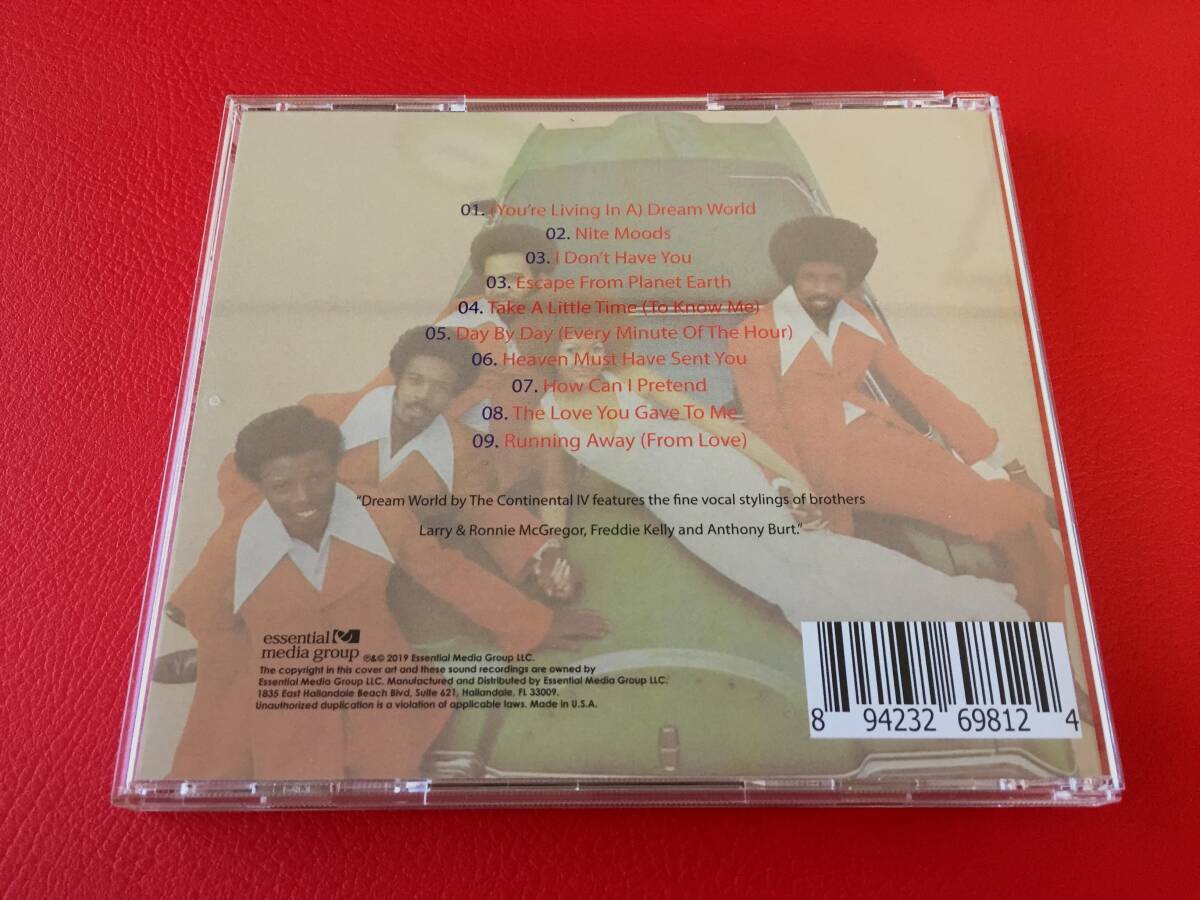 01. (You're Living In A) Dream World
02. Nite Moods
03. I Don't Have You
03. Escape From Planet Earth
04. Take A Little Time (To Know Me)
05. Day By Day (Every Minute Of The Hour)
06. Heaven Must Have Sent You
07. How Can I Pretend
08. The Love You Gave To Me
09. Running Away (From Love)
"Dream World by The Continental IV features the fine vocal stylings of brothers
Larry & Ronnie McGregor, Freddie Kelly and Anthony Burt."
essential
media group ℗&© 2019 Essential Media Group LLC.
The copyright in this cover art and these sound recordings are owned by
Essential Media Group LLC. Manufactured and Distributed by Essential Media Group LLC.
1835 East Hallandale Beach Blvd, Suite 621, Hallandale, FL 33009.
Unauthorized duplication is a violation of applicable laws. Made in U.S.A.
8 94232 69812 4